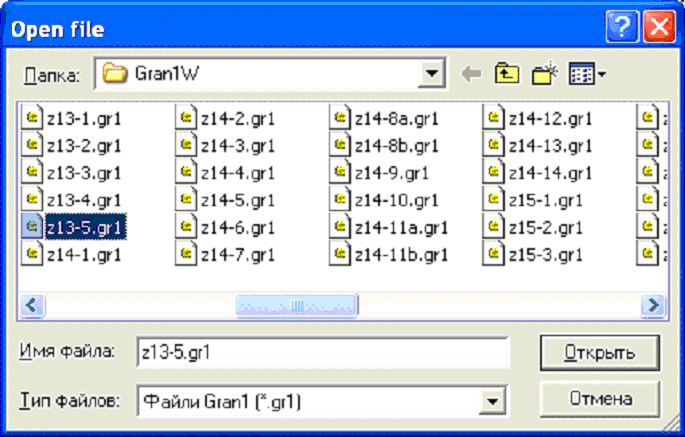 Open file
Папка: Gran1W
z13-1.gr1 z14-2.gr1 z14-8a.gr1 z14-12.gr1
z13-2.gr1 z14-3.gr1 z14-8b.gr1 z14-13.gr1
z13-3.gr1 z14-4.gr1 z14-9.gr1 z14-14.gr1
z13-4.gr1 z14-5.gr1 z14-10.gr1 z15-1.gr1
z13-5.gr1 z14-6.gr1 z14-11a.gr1 z15-2.gr1
z14-1.gr1 z14-7.gr1 z14-11b.gr1 z15-3.gr1
Имя файла: z13-5.gr1 Открыть
Тип файлов: Файли Gran1 (*.gr1) Отмена